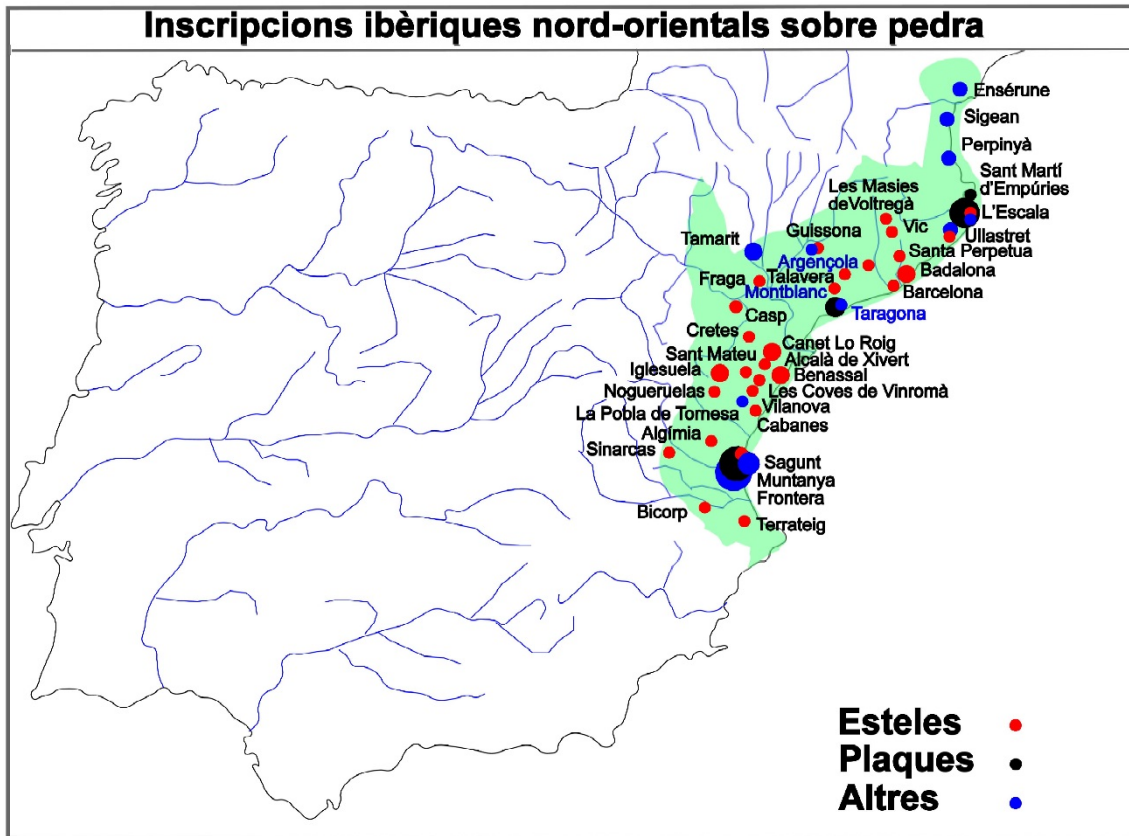 Inscripcions ibèriques nord-orientals sobre pedra
Ensérune
Sigean
Perpinyà
Sant Martí
d'Empúries
Les Masies
deVoltregà
L'Escala
Vic
Guissona
Ullastret
Tamarit
Santa Perpetua
Argençola
Badalona
Fraga
Talavera
Montblanc
Barcelona
Casp
Taragona
Cretes
Canet Lo Roig
Sant Mateu
Alcalà de Xivert
Iglesuela
Benassal
Nogueruelas
Les Coves de Vinromà
La Pobla de Tornesa
Vilanova
Cabanes
Algímia
Sinarcas
Sagunt
Muntanya
Frontera
Bicorp
Terrateig
Esteles
Plaques
Altres